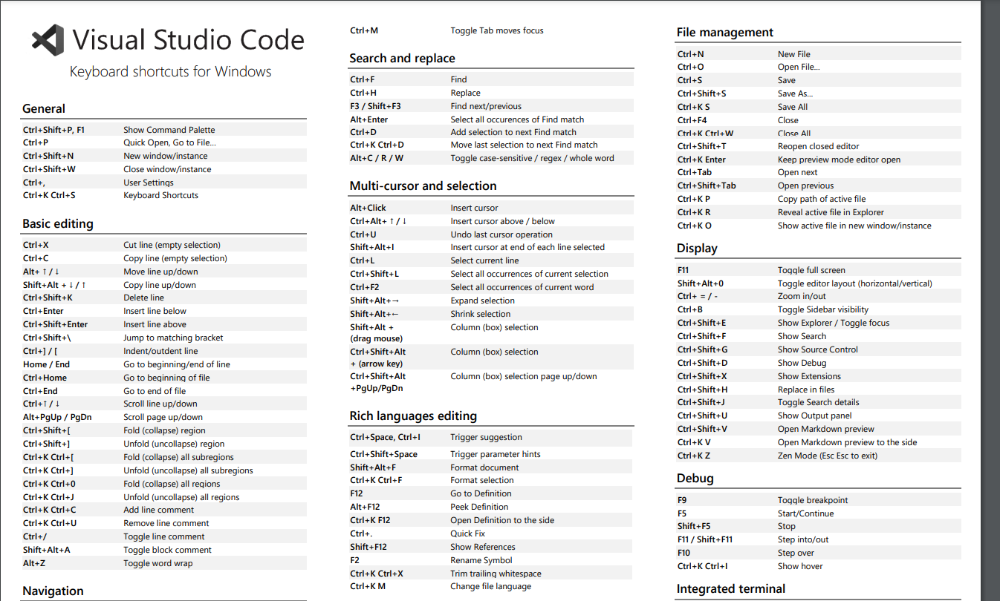 Visual Studio Code
Keyboard shortcuts for Windows
General
Ctrl+Shift+P, F1 Show Command Palette
Ctrl+P Quick Open, Go to File...
Ctrl+Shift+N New window/instance
Ctrl+Shift+W Close window/instance
Ctrl+, User Settings
Ctrl+K Ctrl+S Keyboard Shortcuts
Basic editing
Ctrl+X Cut line (empty selection)
Ctrl+C Copy line (empty selection)
Alt+ ↑ / ↓ Move line up/down
Shift+Alt + ↓ / ↑ Copy line up/down
Ctrl+Shift+K Delete line
Ctrl+Enter Insert line below
Ctrl+Shift+Enter Insert line above
Ctrl+Shift+\ Jump to matching bracket
Ctrl+] / [ Indent/outdent line
Home / End Go to beginning/end of line
Ctrl+Home Go to beginning of file
Ctrl+End Go to end of file
Ctrl+↑ / ↓ Scroll line up/down
Alt+PgUp / PgDn Scroll page up/down
Ctrl+Shift+[ Fold (collapse) region
Ctrl+Shift+] Unfold (uncollapse) region
Ctrl+K Ctrl+[ Fold (collapse) all subregions
Ctrl+K Ctrl+] Unfold (uncollapse) all subregions
Ctrl+K Ctrl+0 Fold (collapse) all regions
Ctrl+K Ctrl+J Unfold (uncollapse) all regions
Ctrl+K Ctrl+C Add line comment
Ctrl+K Ctrl+U Remove line comment
Ctrl+/ Toggle line comment
Shift+Alt+A Toggle block comment
Alt+Z Toggle word wrap
Navigation
Ctrl+M Toggle Tab moves focus
Search and replace
Ctrl+F Find
Ctrl+H Replace
F3 / Shift+F3 Find next/previous
Alt+Enter Select all occurences of Find match
Ctrl+D Add selection to next Find match
Ctrl+K Ctrl+D Move last selection to next Find match
Alt+C / R / W Toggle case-sensitive / regex / whole word
Multi-cursor and selection
Alt+Click Insert cursor
Ctrl+Alt+ ↑ / ↓ Insert cursor above / below
Ctrl+U Undo last cursor operation
Shift+Alt+I Insert cursor at end of each line selected
Ctrl+L Select current line
Ctrl+Shift+L Select all occurrences of current selection
Ctrl+F2 Select all occurrences of current word
Shift+Alt+→ Expand selection
Shift+Alt+← Shrink selection
Shift+Alt + Column (box) selection
(drag mouse)
Ctrl+Shift+Alt Column (box) selection
+ (arrow key)
Ctrl+Shift+Alt Column (box) selection page up/down
+PgUp/PgDn
Rich languages editing
Ctrl+Space, Ctrl+I Trigger suggestion
Ctrl+Shift+Space Trigger parameter hints
Shift+Alt+F Format document
Ctrl+K Ctrl+F Format selection
F12 Go to Definition
Alt+F12 Peek Definition
Ctrl+K F12 Open Definition to the side
Ctrl+. Quick Fix
Shift+F12 Show References
F2 Rename Symbol
Ctrl+K Ctrl+X Trim trailing whitespace
Ctrl+K M Change file language
File management
Ctrl+N New File
Ctrl+O Open File...
Ctrl+S Save
Ctrl+Shift+S Save As...
Ctrl+K S Save All
Ctrl+F4 Close
Ctrl+K Ctrl+W Close All
Ctrl+Shift+T Reopen closed editor
Ctrl+K Enter Keep preview mode editor open
Ctrl+Tab Open next
Ctrl+Shift+Tab Open previous
Ctrl+K P Copy path of active file
Ctrl+K R Reveal active file in Explorer
Ctrl+K O Show active file in new window/instance
Display
F11 Toggle full screen
Shift+Alt+0 Toggle editor layout (horizontal/vertical)
Ctrl+ = / - Zoom in/out
Ctrl+B Toggle Sidebar visibility
Ctrl+Shift+E Show Explorer / Toggle focus
Ctrl+Shift+F Show Search
Ctrl+Shift+G Show Source Control
Ctrl+Shift+D Show Debug
Ctrl+Shift+X Show Extensions
Ctrl+Shift+H Replace in files
Ctrl+Shift+J Toggle Search details
Ctrl+Shift+U Show Output panel
Ctrl+Shift+V Open Markdown preview
Ctrl+K V Open Markdown preview to the side
Ctrl+K Z Zen Mode (Esc Esc to exit)
Debug
F9 Toggle breakpoint
F5 Start/Continue
Shift+F5 Stop
F11 / Shift+F11 Step into/out
F10 Step over
Ctrl+K Ctrl+I Show hover
Integrated terminal